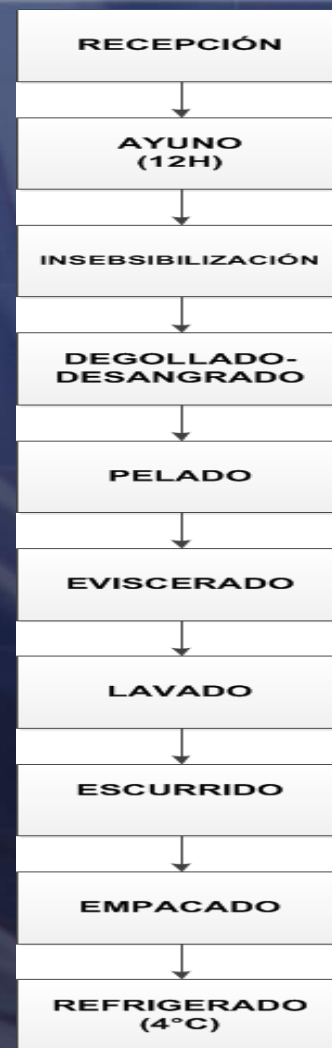 RECEPCIÓN
AYUNO
(12H)
INSEBSIBILIZACIÓN
DEGOLLADO-
DESANGRADO
PELADO
EVISCERADO
LAVADO
ESCURRIDO
EMPACADO
REFRIGERADO
(4°C)